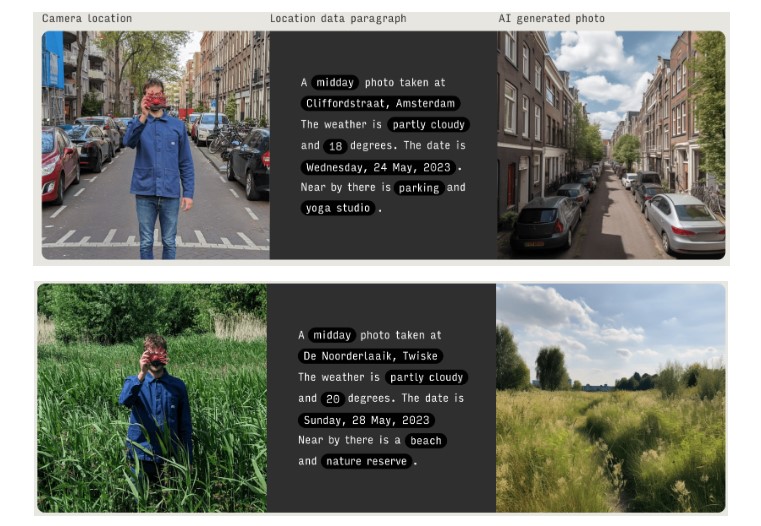 Camera location
Location data paragraph
AI generated photo
A midday photo taken at
Cliffordstraat, Amsterdam
The weather is partly cloudy
and 18 degrees. The date is
Wednesday, 24 May, 2023.
Near by there is parking and
yoga studio.
A midday photo taken at
De Noorderlaaik, Twiske
The weather is partly cloudy
and 20 degrees. The date is
Sunday, 28 May, 2023
Near by there is a beach
and nature reserve.